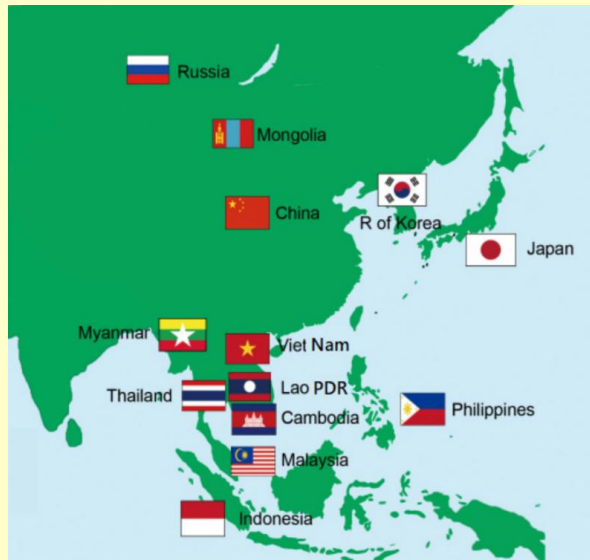 Russia
Mongolia
China
R of Korea
Japan
Myanmar
Viet Nam
Thailand
Lao PDR
Cambodia
Philippines
Malaysia
Indonesia